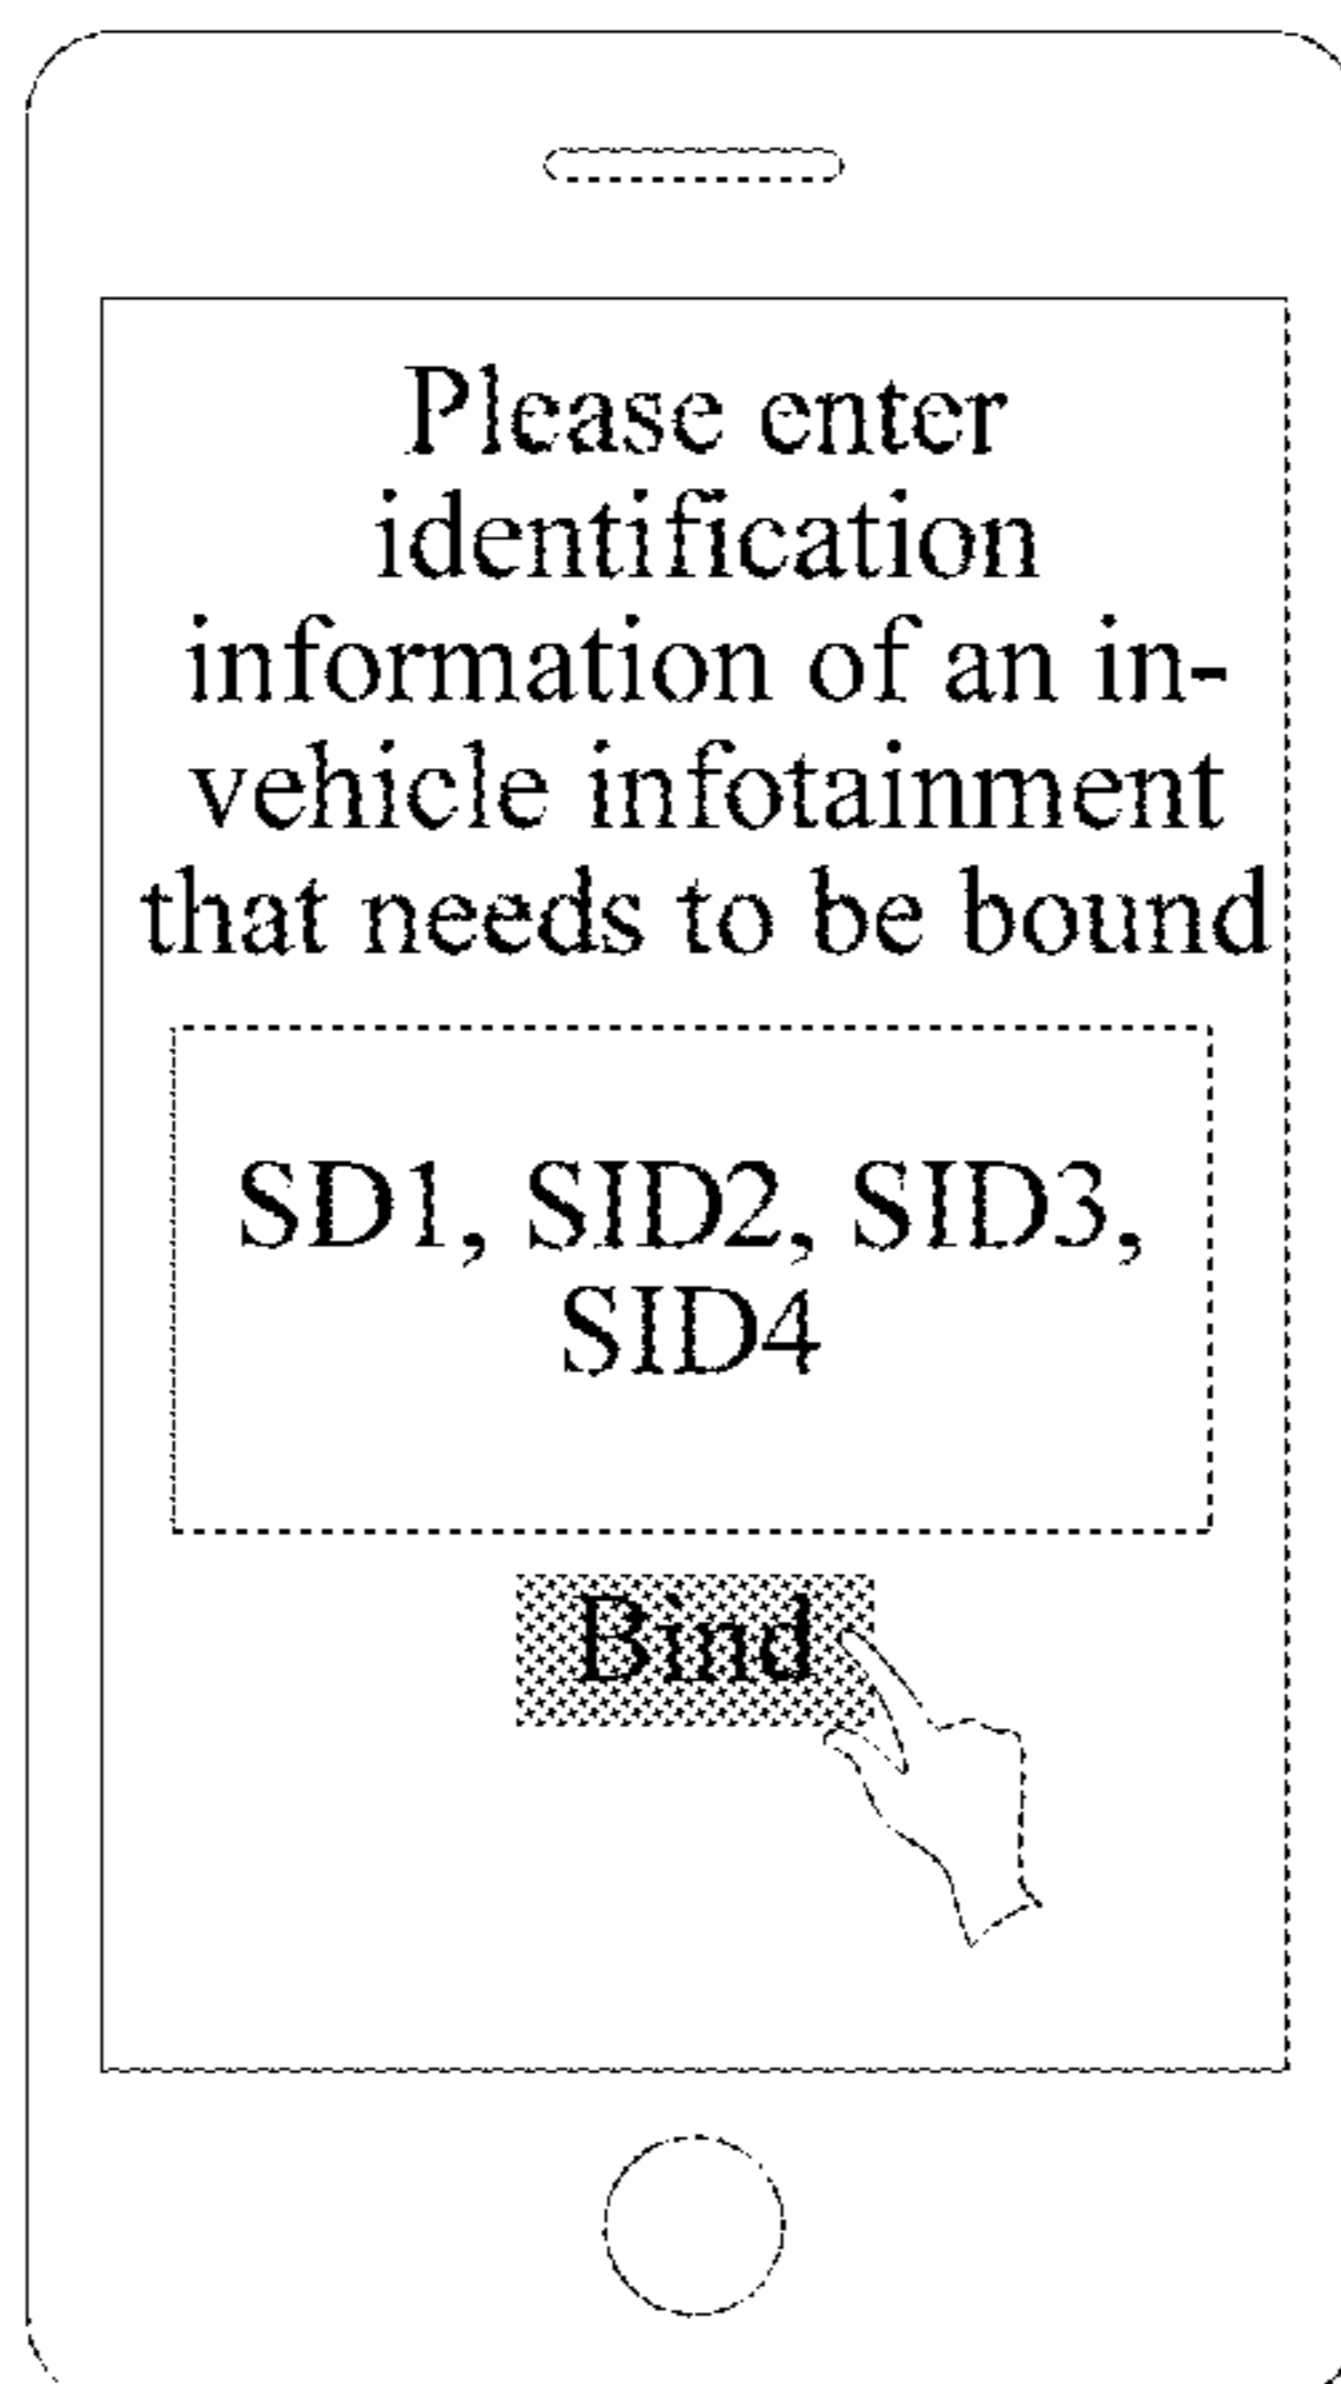 Please enter
identification
information of an in-
vehicle infotainment
that needs to be bound
SD1, SID2, SID3,
SID4
Bind